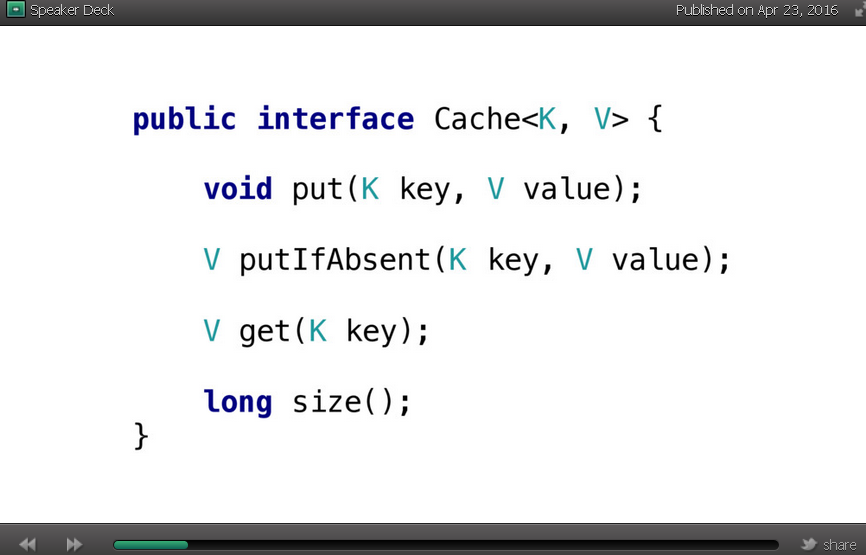 Speaker Deck
Published on Apr 23, 2016
public interface Cache<K, V> {
void put(K key, V value);
V putIfAbsent(K key, V value);
V get(K key);
long size();
}
share